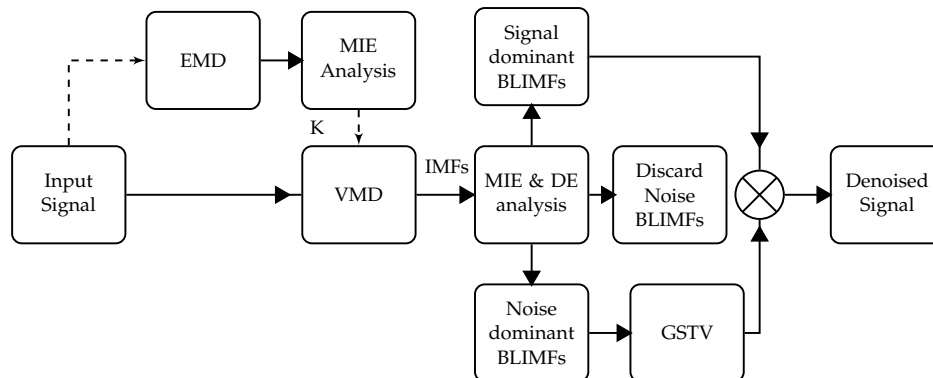 EMD
MIE
Analysis
Signal
dominant
BLIMFs
K
Input
Signal
VMD
IMFs
MIE & DE
analysis
Discard
Noise
BLIMFs
Denoised
Signal
Noise
dominant
BLIMFs
GSTV